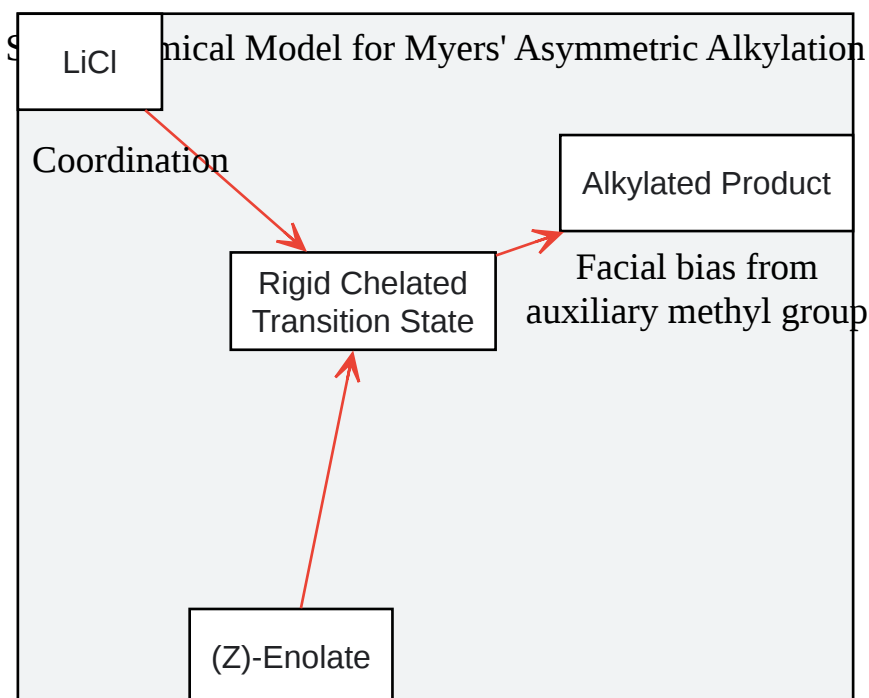 mical Model for Myers' Asymmetric Alkylation
LiCl
Coordination
Alkylated Product
Rigid Chelated
Transition State
Facial bias from
auxiliary methyl group
(Z)-Enolate